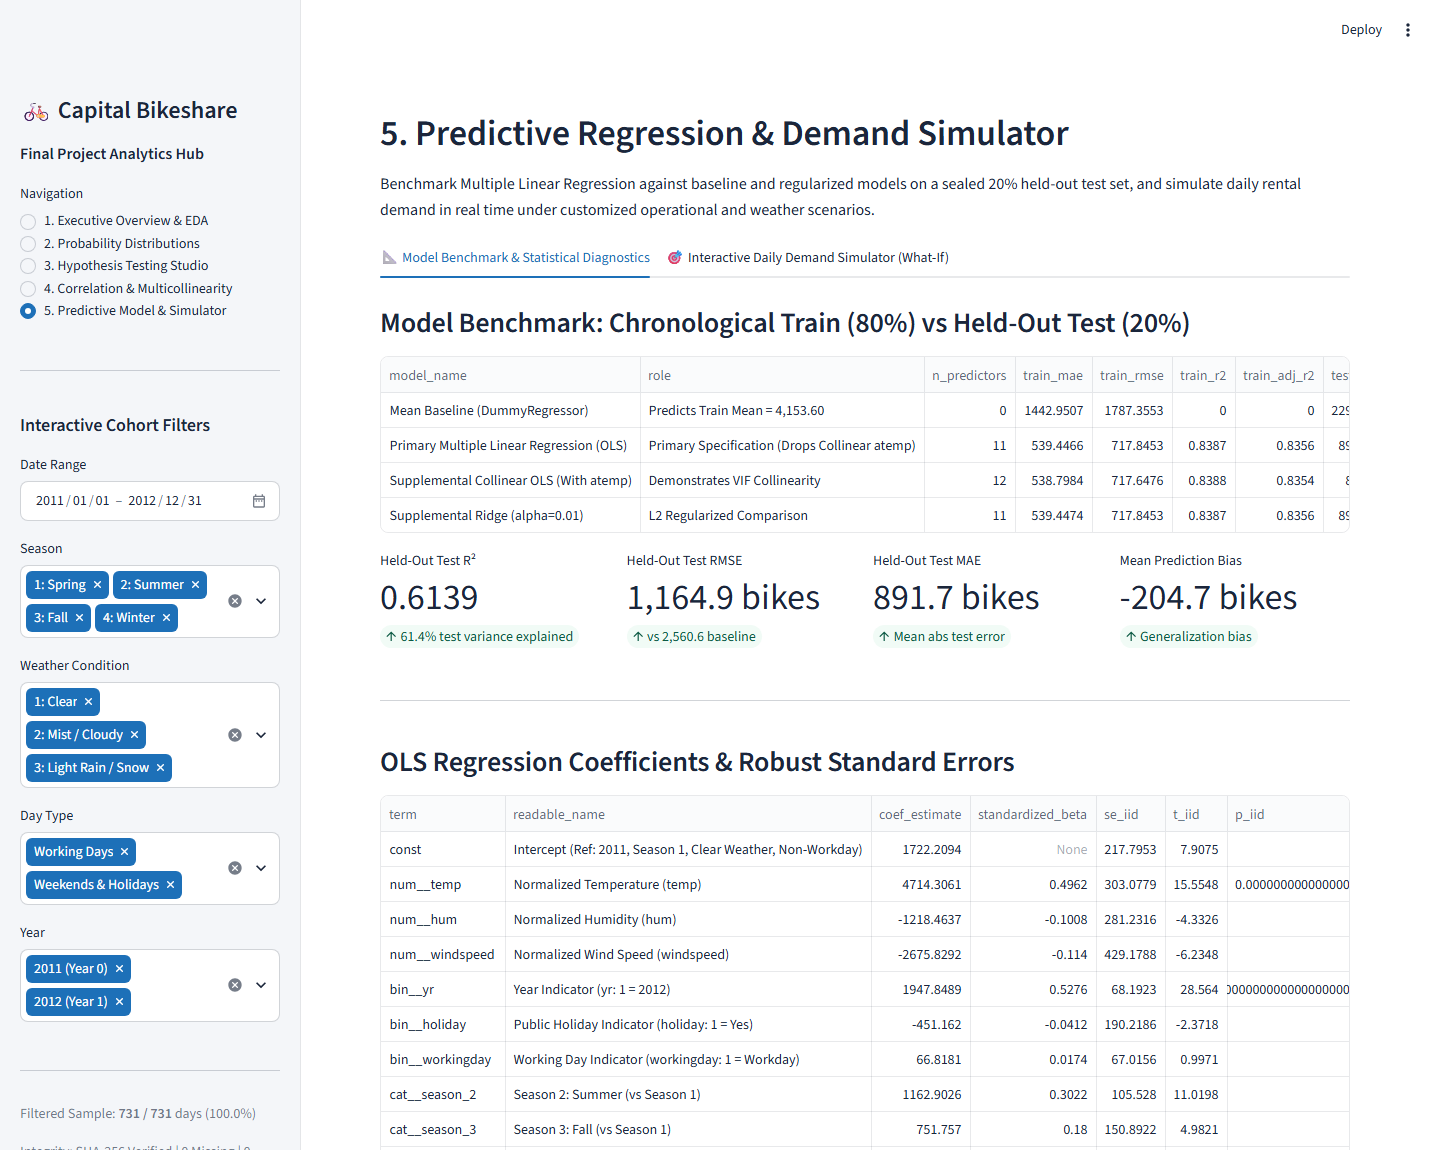 Deploy
Capital Bikeshare
Final Project Analytics Hub
Navigation
1. Executive Overview & EDA
2. Probability Distributions
3. Hypothesis Testing Studio
4. Correlation & Multicollinearity
5. Predictive Model & Simulator
Interactive Cohort Filters
Date Range
2011/01/01 – 2012/12/31
Season
1: Spring
2: Summer
3: Fall
4: Winter
Weather Condition
1: Clear
2: Mist / Cloudy
3: Light Rain / Snow
Day Type
Working Days
Weekends & Holidays
Year
2011 (Year 0)
2012 (Year 1)
Filtered Sample: 731 / 731 days (100.0%)
5. Predictive Regression & Demand Simulator
Benchmark Multiple Linear Regression against baseline and regularized models on a sealed 20% held-out test set, and simulate daily rental
demand in real time under customized operational and weather scenarios.
Model Benchmark & Statistical Diagnostics
Interactive Daily Demand Simulator (What-If)
Model Benchmark: Chronological Train (80%) vs Held-Out Test (20%)
model_name role n_predictors train_mae train_rmse train_r2 train_adj_r2
Mean Baseline (DummyRegressor) Predicts Train Mean = 4,153.60 0 1442.9507 1787.3553 0 0
Primary Multiple Linear Regression (OLS) Primary Specification (Drops Collinear atemp) 11 539.4466 717.8453 0.8387 0.8356
Supplemental Collinear OLS (With atemp) Demonstrates VIF Collinearity 12 538.7984 717.6476 0.8388 0.8354
Supplemental Ridge (alpha=0.01) L2 Regularized Comparison 11 539.4474 717.8453 0.8387 0.8356
Held-Out Test R²
0.6139
↑ 61.4% test variance explained
Held-Out Test RMSE
1,164.9 bikes
↑ vs 2,560.6 baseline
Held-Out Test MAE
891.7 bikes
↑ Mean abs test error
Mean Prediction Bias
-204.7 bikes
↑ Generalization bias
OLS Regression Coefficients & Robust Standard Errors
term readable_name coef_estimate standardized_beta se_iid t_iid p_iid
const Intercept (Ref: 2011, Season 1, Clear Weather, Non-Workday) 1722.2094 None 217.7953 7.9075
num__temp Normalized Temperature (temp) 4714.3061 0.4962 303.0779 15.5548 0.000000000000000
num__hum Normalized Humidity (hum) -1218.4637 -0.1008 281.2316 -4.3326
num__windspeed Normalized Wind Speed (windspeed) -2675.8292 -0.114 429.1788 -6.2348
bin__yr Year Indicator (yr: 1 = 2012) 1947.8489 0.5276 68.1923 28.564
bin__holiday Public Holiday Indicator (holiday: 1 = Yes) -451.162 -0.0412 190.2186 -2.3718
bin__workingday Working Day Indicator (workingday: 1 = Workday) 66.8181 0.0174 67.0156 0.9971
cat__season_2 Season 2: Summer (vs Season 1) 1162.9026 0.3022 105.528 11.0198
cat__season_3 Season 3: Fall (vs Season 1) 751.757 0.18 150.8922 4.9821